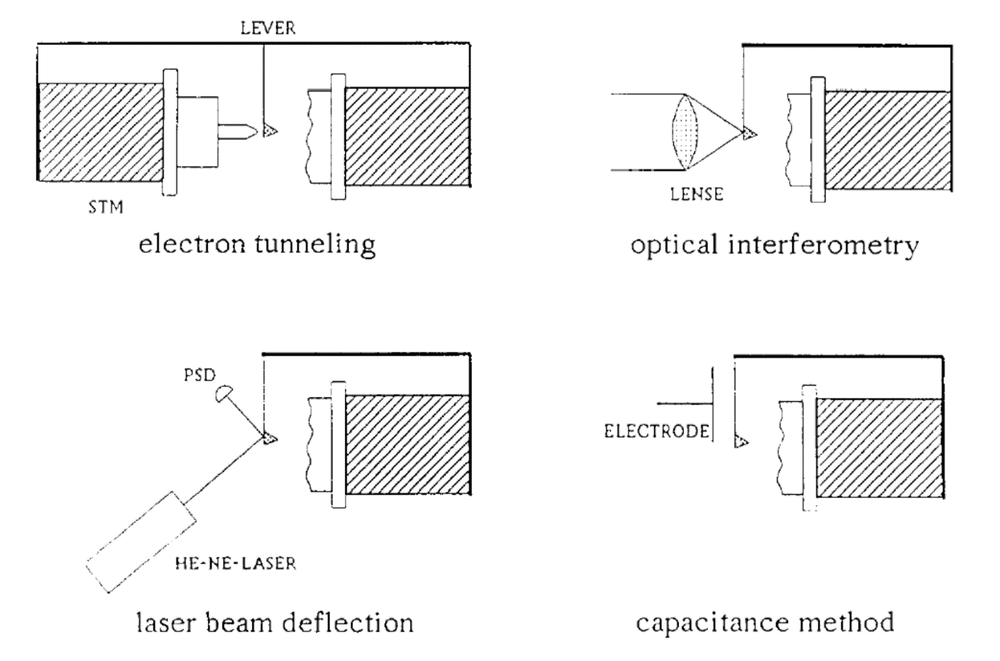 LEVER
STM
electron tunneling
LENSE
optical interferometry
PSD
HE-NE-LASER
laser beam deflection
ELECTRODE
capacitance method